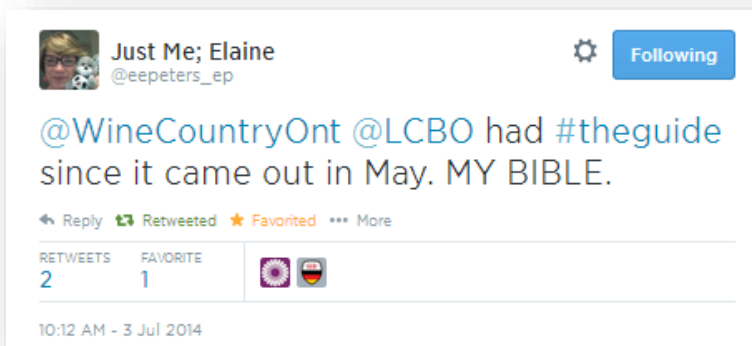 Just Me; Elaine
@eepeters_ep
Following
@WineCountryOnt @LCBO had #theguide
since it came out in May. MY BIBLE.
Reply Retweeted Favorited More
RETWEETS FAVORITE
2 1
10:12 AM - 3 Jul 2014